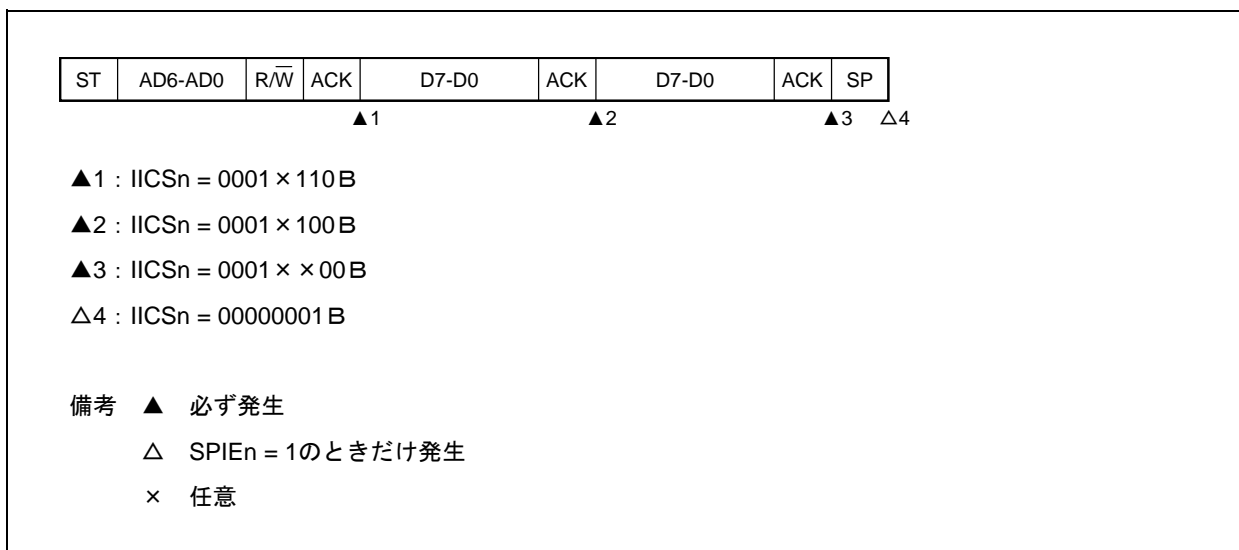 ST AD6-AD0 R/W̅ ACK D7-D0 ACK D7-D0 ACK SP
▲1 ▲2 ▲3 △4
▲1：IICSn = 0001×110B
▲2：IICSn = 0001×100B
▲3：IICSn = 0001××00B
△4：IICSn = 00000001B
備考 ▲ 必ず発生
△ SPIEn = 1のときだけ発生
× 任意